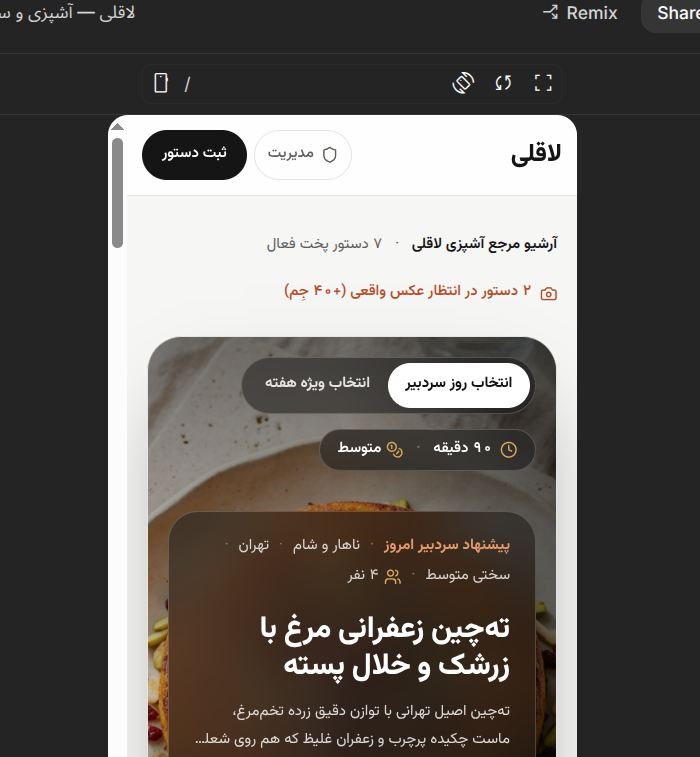 لاقلی — آشپزی و س
Remix
Share
/
لاقلی
مدیریت
ثبت دستور
آرشیو مرجع آشپزی لاقلی · ۷ دستور پخت فعال
۲ دستور در انتظار عکس واقعی (+۴۰ جِم)
انتخاب روز سردبیر
انتخاب ویژه هفته
۹۰ دقیقه · متوسط
پیشنهاد سردبیر امروز · ناهار و شام · تهران ·
سختی متوسط · ۴ نفر
ته‌چین زعفرانی مرغ با
زرشک و خلال پسته
ته‌چین اصیل تهرانی با توازن دقیق زرده تخم‌مرغ،
ماست چکیده پرچرب و زعفران غلیظ که هم روی شعلـ...